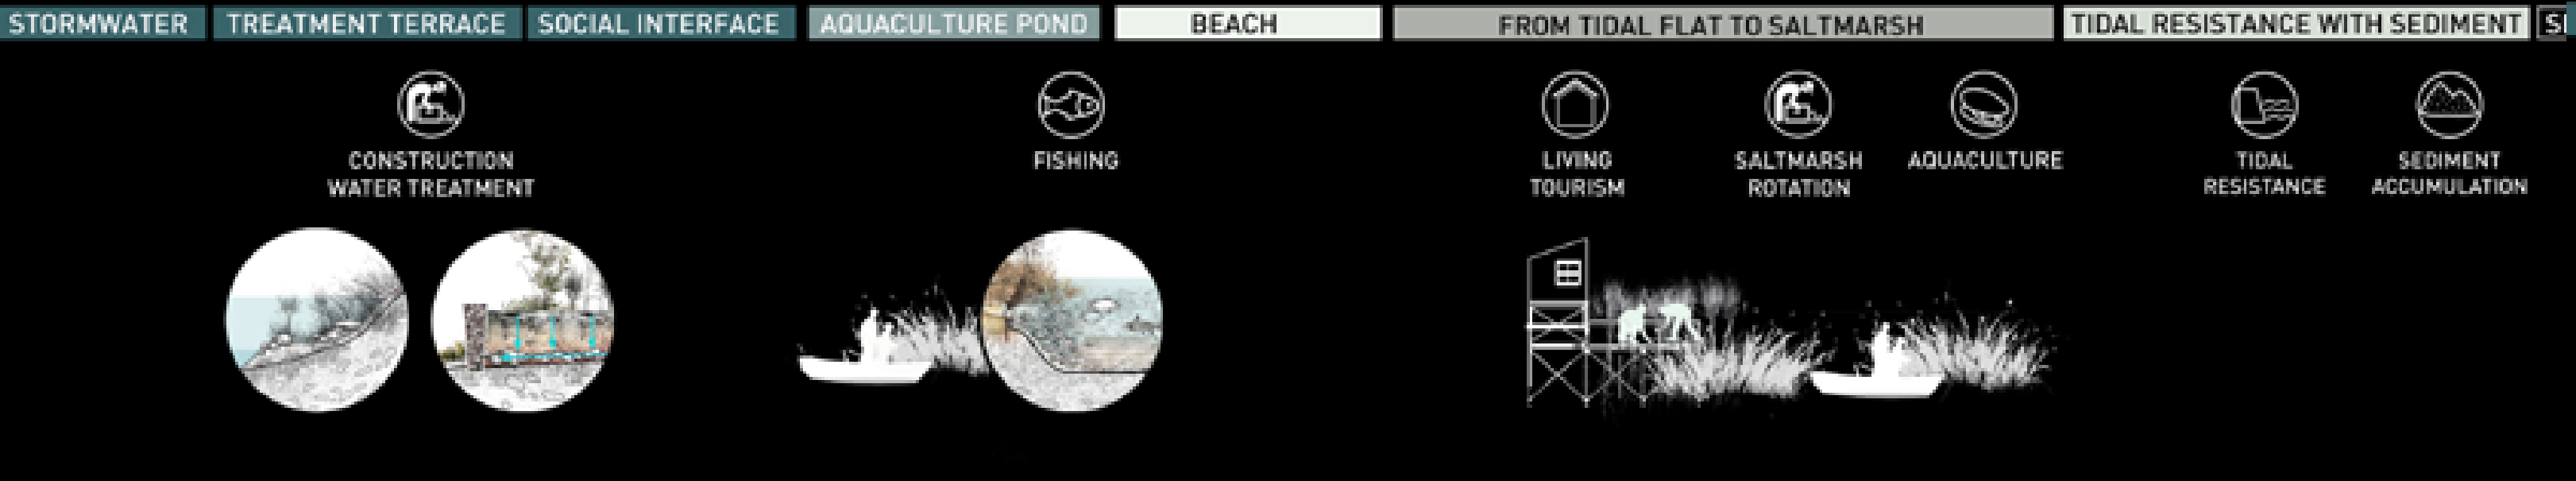 STORMWATER
TREATMENT TERRACE
SOCIAL INTERFACE
AQUACULTURE POND
BEACH
FROM TIDAL FLAT TO SALTMARSH
TIDAL RESISTANCE WITH SEDIMENT
CONSTRUCTION
WATER TREATMENT
FISHING
LIVING
TOURISM
SALTMARSH
ROTATION
AQUACULTURE
TIDAL
RESISTANCE
SEDIMENT
ACCUMULATION